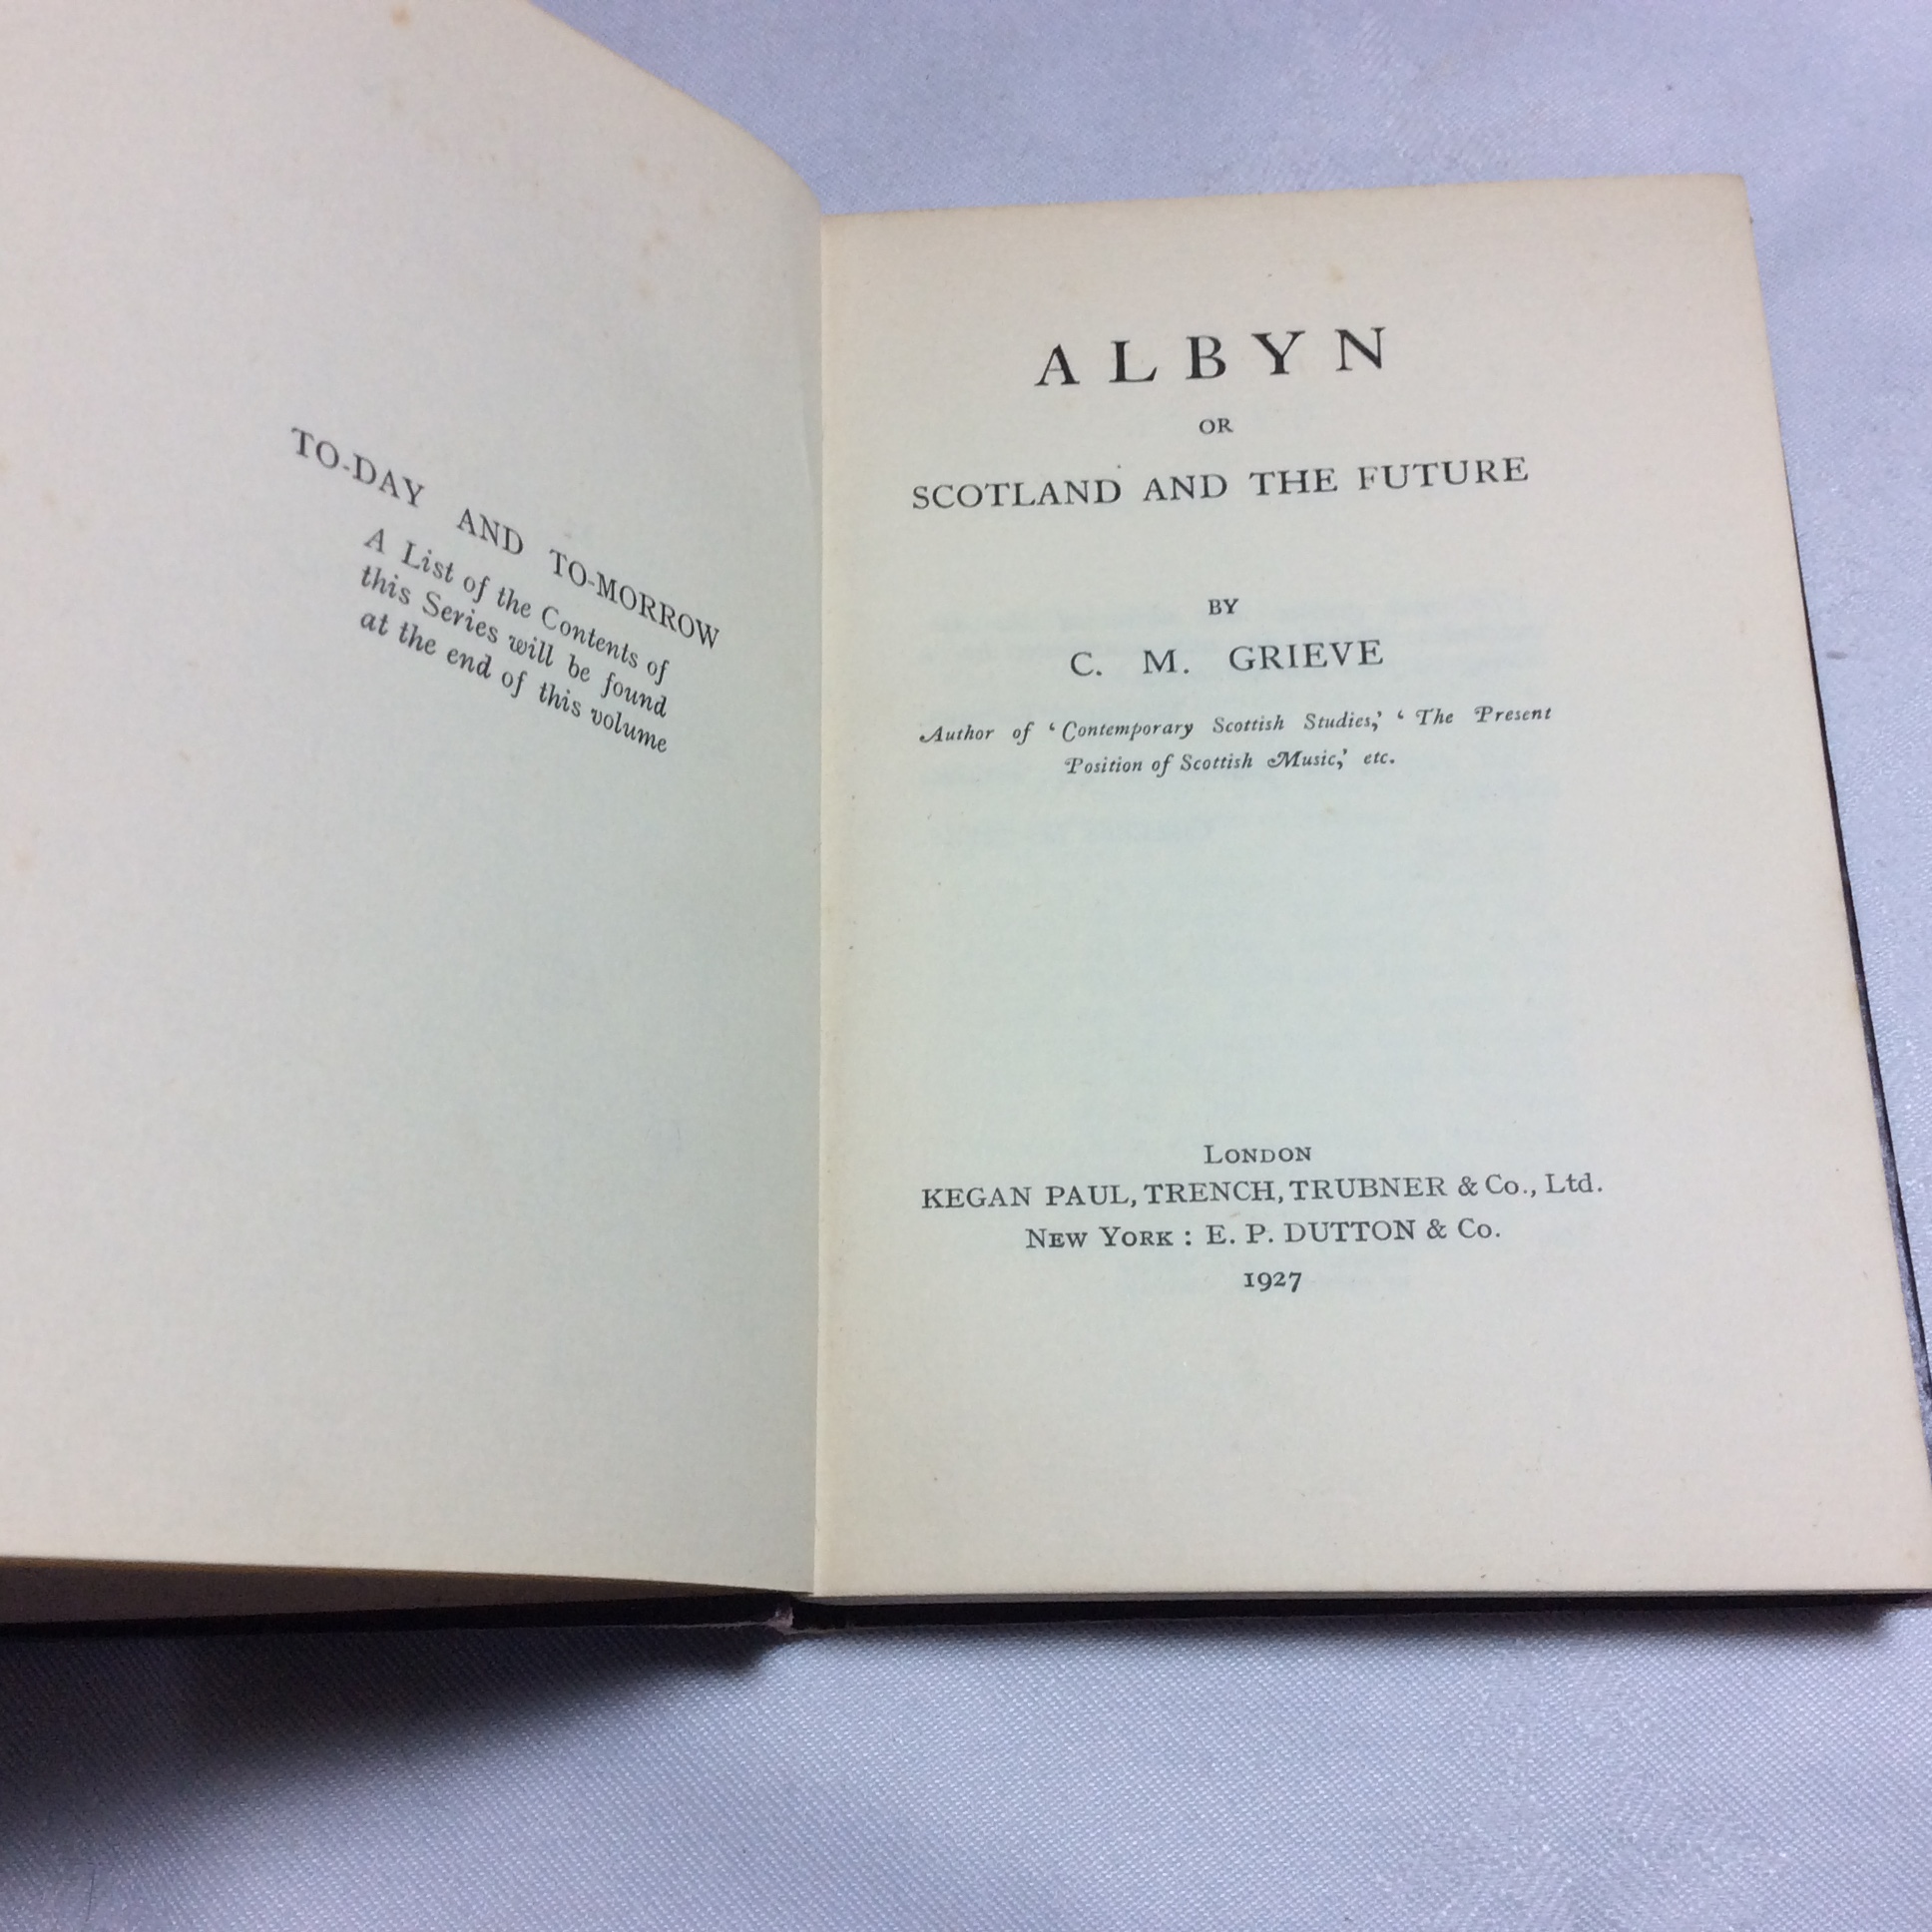 TO-DAY AND TO-MORROW
A List of the Contents of
this Series will be found
at the end of this volume
ALBYN
OR
SCOTLAND AND THE FUTURE
BY
C. M. GRIEVE
Author of ‘Contemporary Scottish Studies,’ ‘The Present
Position of Scottish Music,’ etc.
LONDON
KEGAN PAUL, TRENCH, TRUBNER & Co., Ltd.
NEW YORK : E. P. DUTTON & Co.
1927